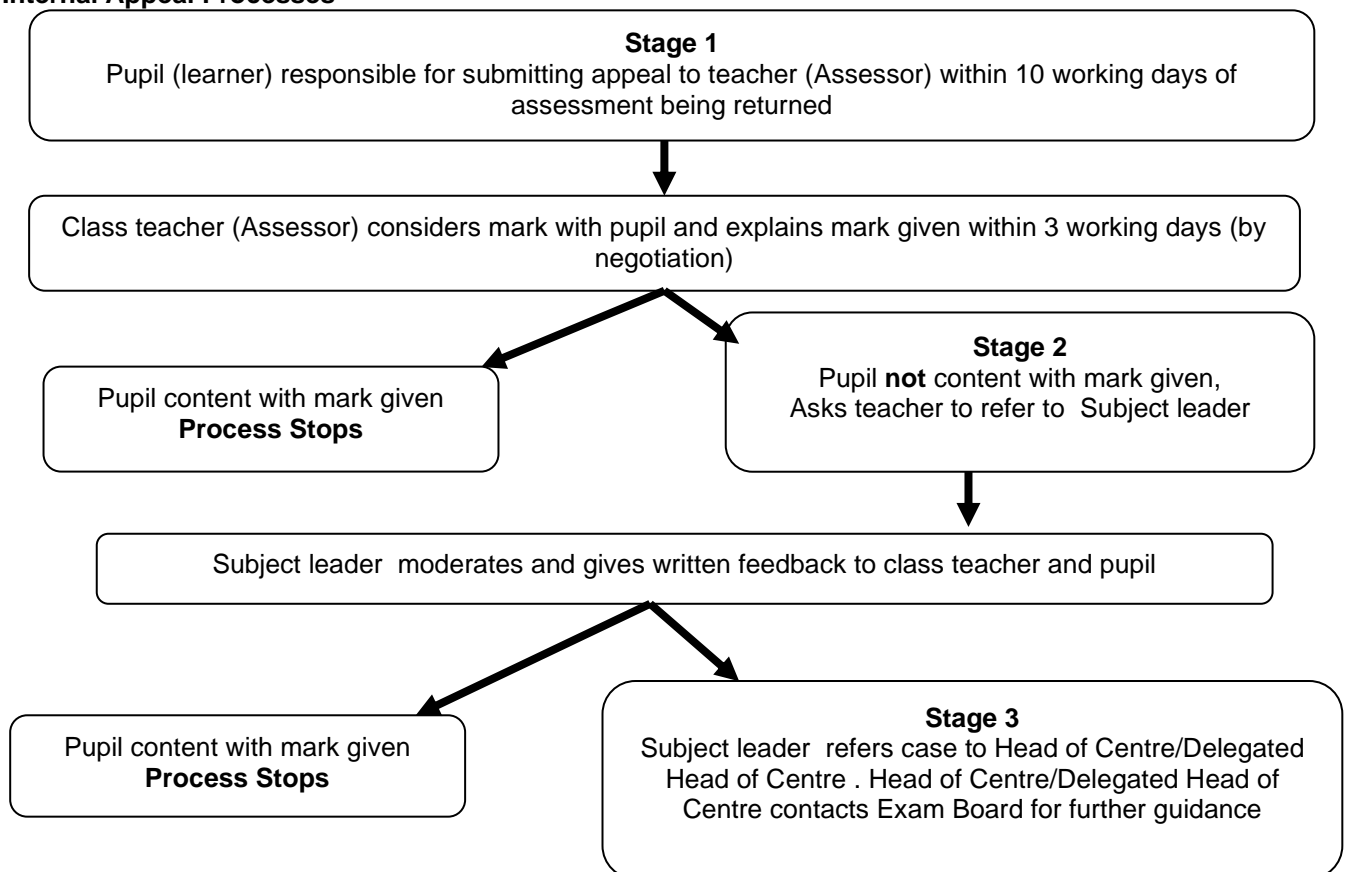 Internal Appeal Processes
Stage 1
Pupil (learner) responsible for submitting appeal to teacher (Assessor) within 10 working days of
assessment being returned
Class teacher (Assessor) considers mark with pupil and explains mark given within 3 working days (by
negotiation)
Pupil content with mark given
Process Stops
Stage 2
Pupil not content with mark given,
Asks teacher to refer to Subject leader
Subject leader moderates and gives written feedback to class teacher and pupil
Pupil content with mark given
Process Stops
Stage 3
Subject leader refers case to Head of Centre/Delegated
Head of Centre . Head of Centre/Delegated Head of
Centre contacts Exam Board for further guidance